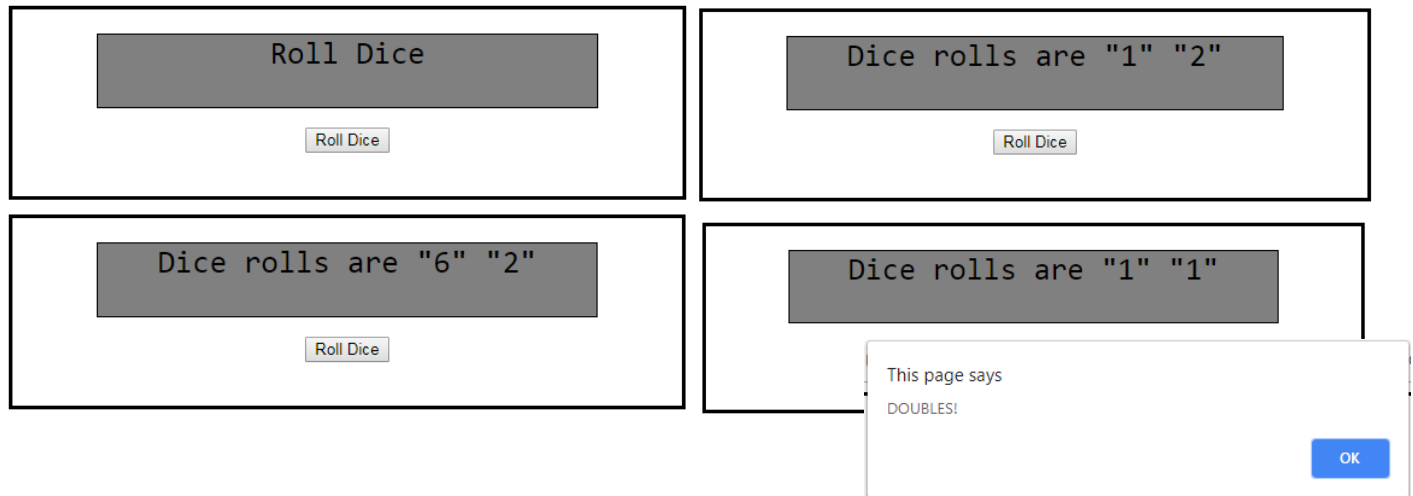 Roll Dice
Roll Dice
Dice rolls are "1" "2"
Roll Dice
Dice rolls are "6" "2"
Roll Dice
Dice rolls are "1" "1"
This page says
DOUBLES!
OK